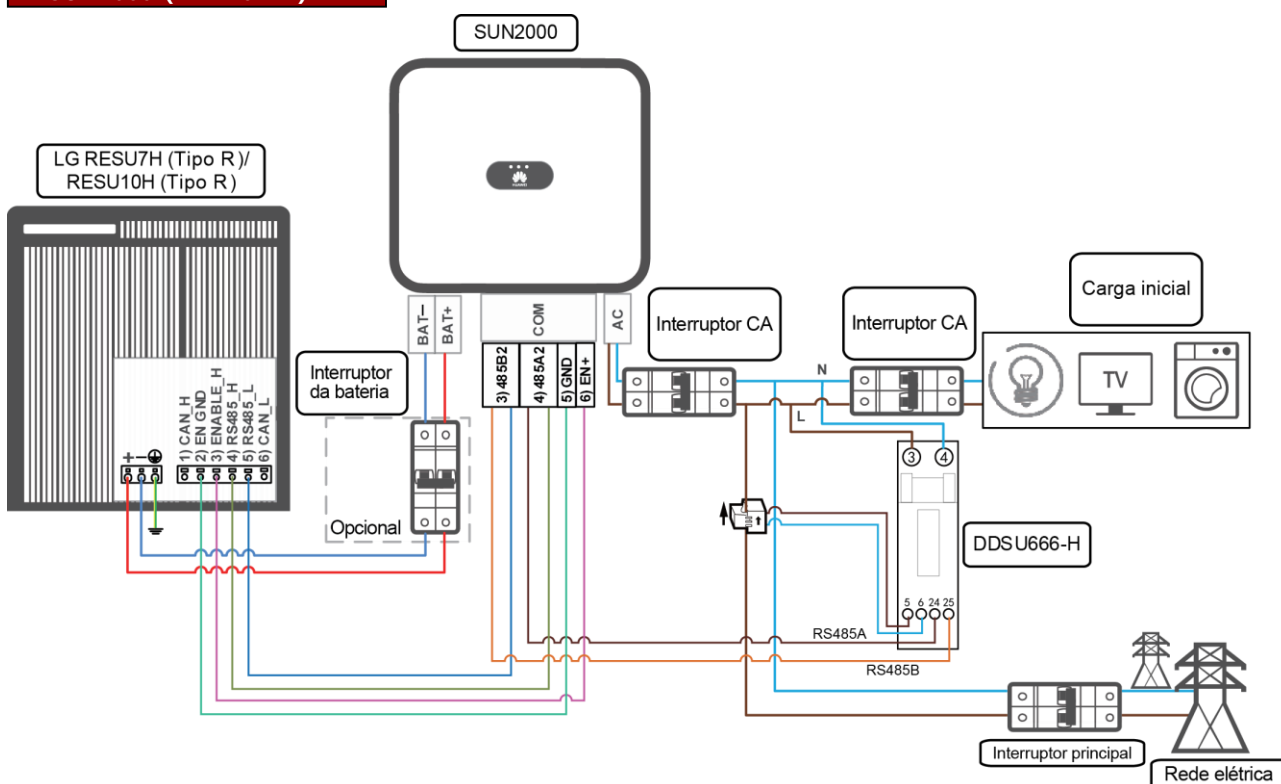 SUN2000
LG RESU7H (Tipo R)/
RESU10H (Tipo R)
BAT−
BAT+
COM
AC
Interruptor CA
Interruptor CA
Carga inicial
TV
Interruptor
da bateria
3) 485B2
4) 485A2
5) GND
6) EN+
N
L
1) CAN_H
2) EN GND
3) ENABLE_H
4) RS485_H
5) RS485_L
6) CAN_L
+ −
Opcional
3 4
DDSU666-H
5 6 24 25
RS485A
RS485B
Interruptor principal
Rede elétrica